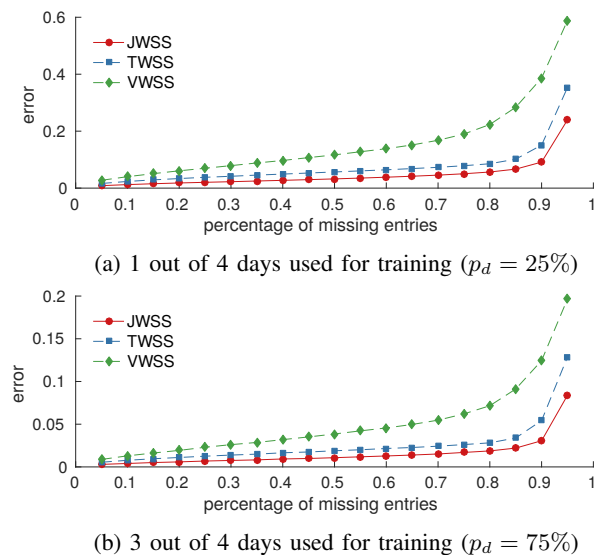 0.6
0.4
0.2
0
error
JWSS
TWSS
VWSS
0 0.1 0.2 0.3 0.4 0.5 0.6 0.7 0.8 0.9 1
percentage of missing entries
(a) 1 out of 4 days used for training (p_d = 25%)
0.2
0.15
0.1
0.05
0
error
JWSS
TWSS
VWSS
0 0.1 0.2 0.3 0.4 0.5 0.6 0.7 0.8 0.9 1
percentage of missing entries
(b) 3 out of 4 days used for training (p_d = 75%)